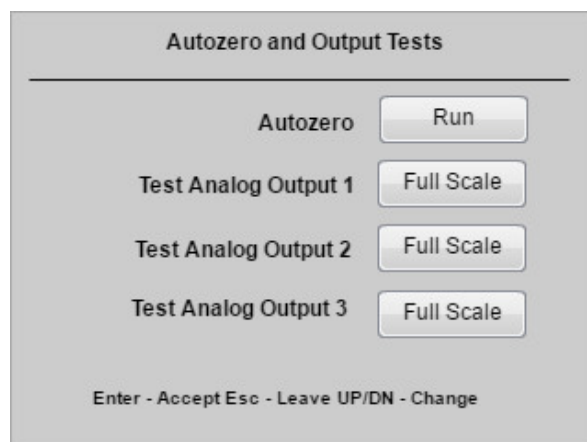 Autozero and Output Tests
Autozero Run
Test Analog Output 1 Full Scale
Test Analog Output 2 Full Scale
Test Analog Output 3 Full Scale
Enter - Accept Esc - Leave UP/DN - Change